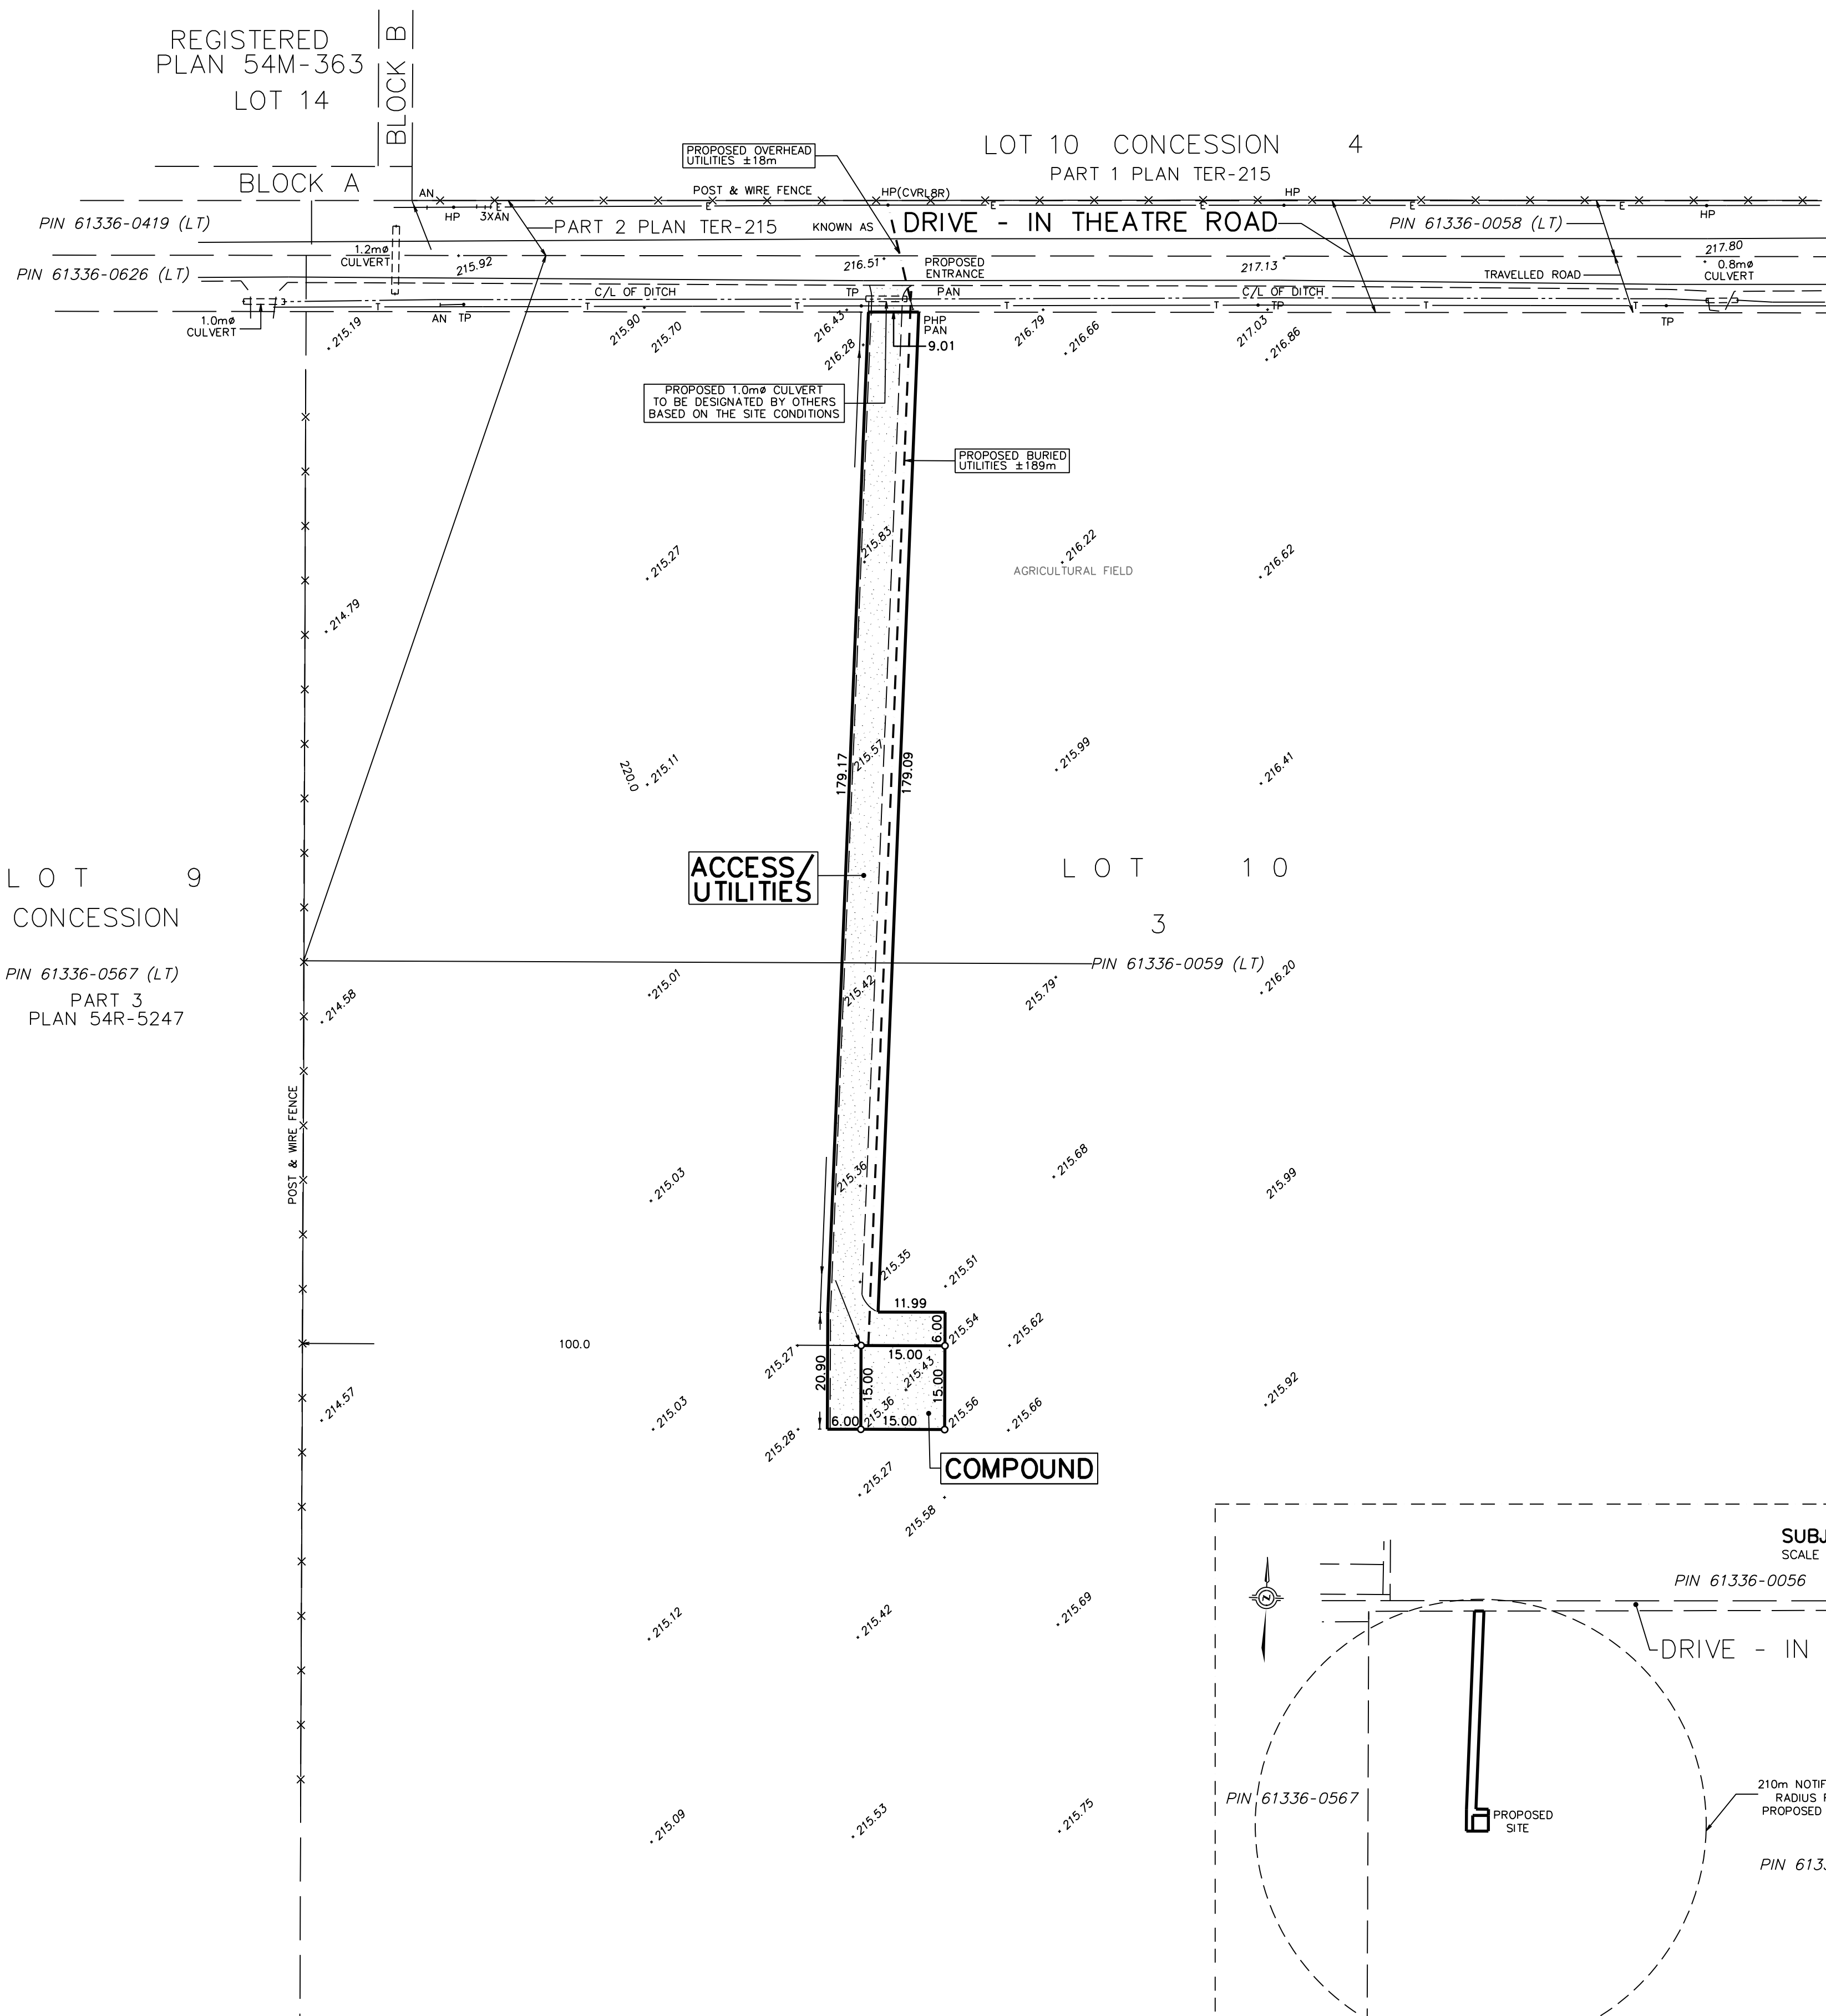 REGISTERED
PLAN 54M-363
LOT 14
BLOCK B
BLOCK A
PROPOSED OVERHEAD
UTILITIES ±18m
LOT 10 CONCESSION 4
PART 1 PLAN TER-215
AN
HP
3XAN
E
POST & WIRE FENCE
E
HP(CVRL8R)
E
HP
E
E
E
HP
PIN 61336-0419 (LT)
PART 2 PLAN TER-215
KNOWN AS
DRIVE - IN THEATRE ROAD
PIN 61336-0058 (LT)
1.2mø
CULVERT
215.92
216.51
PROPOSED
ENTRANCE
217.13
217.80
PIN 61336-0626 (LT)
TRAVELLED ROAD
0.8mø
CULVERT
C/L OF DITCH
TP
PAN
C/L OF DITCH
T
T
T
T
T
TP
T
T
1.0mø
CULVERT
AN TP
TP
215.19
215.90
215.70
216.43
216.28
PHP
PAN
9.01
216.79
216.66
217.03
216.86
PROPOSED 1.0mø CULVERT
TO BE DESIGNATED BY OTHERS
BASED ON THE SITE CONDITIONS
PROPOSED BURIED
UTILITIES ±189m
215.27
215.83
216.22
216.62
AGRICULTURAL FIELD
214.79
220.0
215.11
179.17
215.57
179.09
215.99
216.41
ACCESS/
UTILITIES
LOT 10
3
LOT 9
CONCESSION
PIN 61336-0567 (LT)
PART 3
PLAN 54R-5247
PIN 61336-0059 (LT)
214.58
215.01
215.42
215.79
216.20
POST & WIRE FENCE
215.03
215.36
215.68
215.99
215.35
215.51
11.99
6.00
215.54
215.62
100.0
215.27
15.00
20.90
15.00
215.43
15.00
214.57
215.03
6.00
215.36
15.00
215.56
215.66
215.92
215.28
215.27
COMPOUND
215.58
215.12
215.42
215.69
215.09
215.53
215.75
SUBJ
SCALE
PIN 61336-0056
N
DRIVE - IN
PIN 61336-0567
210m NOTIF
RADIUS F
PROPOSED
PROPOSED
SITE
PIN 613